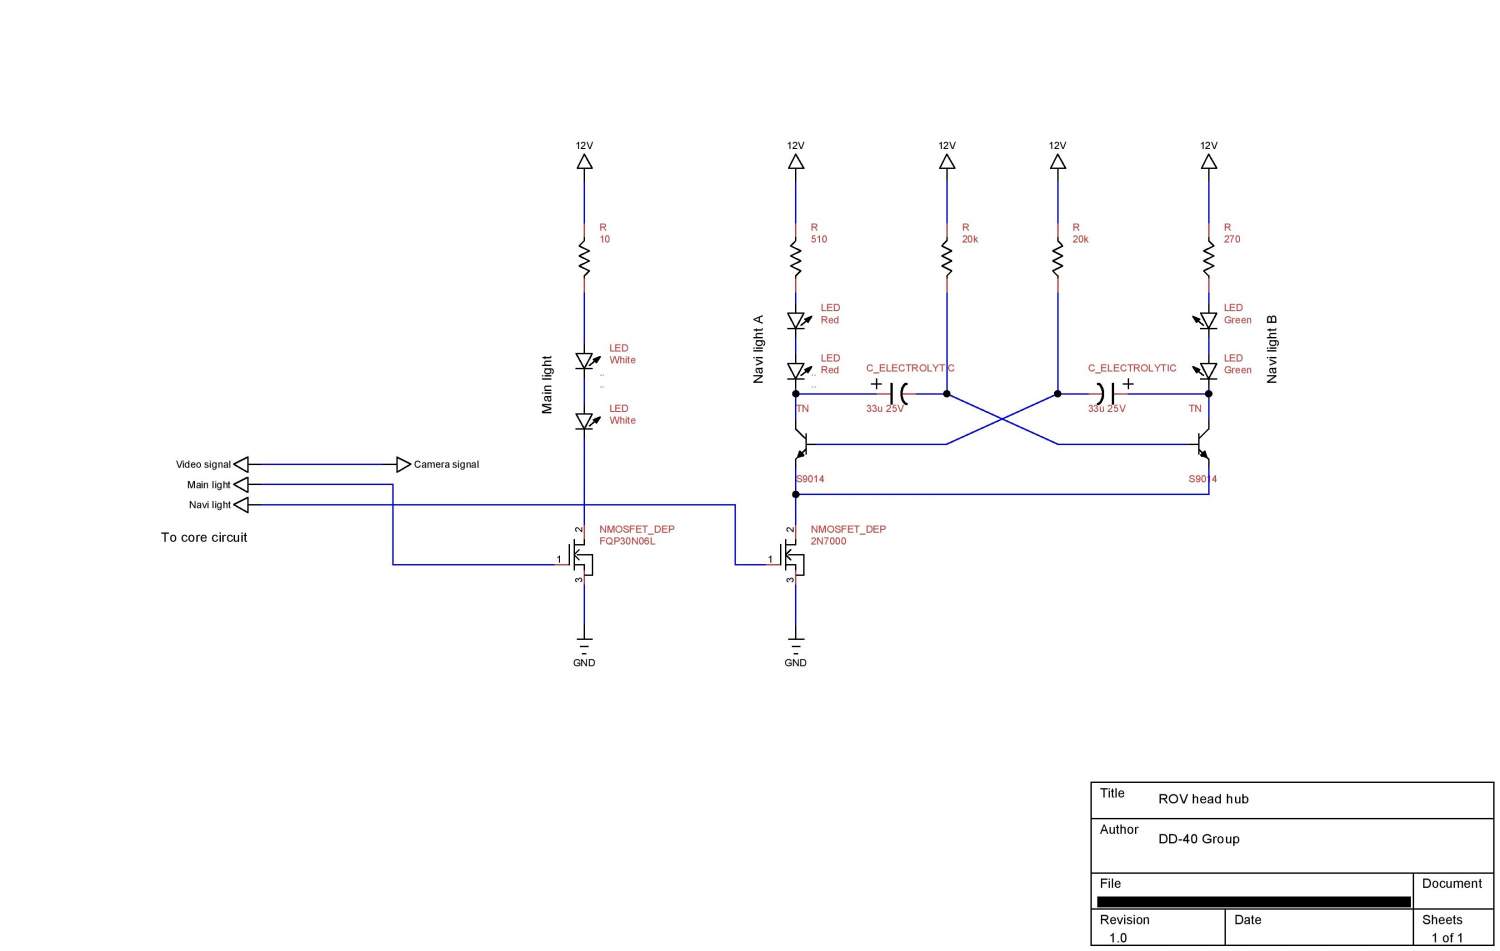 12V
12V
12V
12V
12V
R
10
R
510
R
20k
R
20k
R
270
LED
Red
LED
Green
Main light
LED
White
Navi light A
LED
Red
C_ELECTROLYTIC
33u 25V
C_ELECTROLYTIC
33u 25V
LED
Green
Navi light B
LED
White
TN
TN
S9014
S9014
Video signal
Camera signal
Main light
Navi light
To core circuit
NMOSFET_DEP
FQP30N06L
2
1
3
NMOSFET_DEP
2N7000
2
1
3
GND
GND
Title ROV head hub
Author DD-40 Group
File
Document
Revision
1.0
Date
Sheets
1 of 1